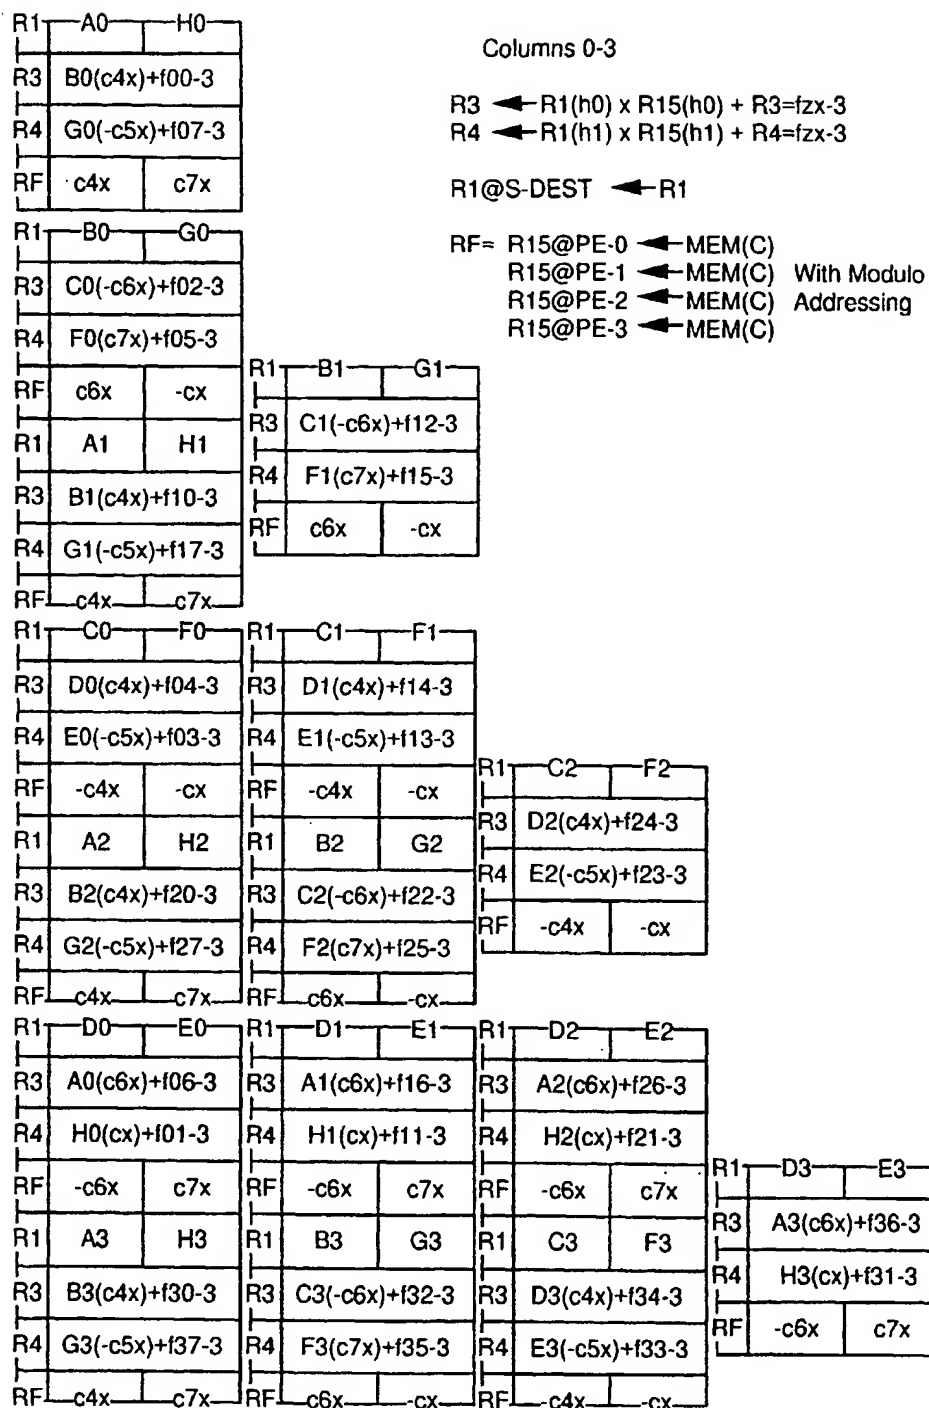 R1 A0 H0
R3 B0(c4x)+f00-3
R4 G0(-c5x)+f07-3
RF c4x c7x
Columns 0-3
R3 ◄ R1(h0) x R15(h0) + R3=fzx-3
R4 ◄ R1(h1) x R15(h1) + R4=fzx-3
R1@S-DEST ◄ R1
RF= R15@PE-0 ◄ MEM(C)
R15@PE-1 ◄ MEM(C) With Modulo
R15@PE-2 ◄ MEM(C) Addressing
R15@PE-3 ◄ MEM(C)
R1 B0 G0
R3 C0(-c6x)+f02-3
R4 F0(c7x)+f05-3
RF c6x -cx
R1 A1 H1
R3 B1(c4x)+f10-3
R4 G1(-c5x)+f17-3
RF c4x c7x
R1 B1 G1
R3 C1(-c6x)+f12-3
R4 F1(c7x)+f15-3
RF c6x -cx
R1 C0 F0
R3 D0(c4x)+f04-3
R4 E0(-c5x)+f03-3
RF -c4x -cx
R1 A2 H2
R3 B2(c4x)+f20-3
R4 G2(-c5x)+f27-3
RF c4x c7x
R1 C1 F1
R3 D1(c4x)+f14-3
R4 E1(-c5x)+f13-3
RF -c4x -cx
R1 B2 G2
R3 C2(-c6x)+f22-3
R4 F2(c7x)+f25-3
RF c6x -cx
R1 C2 F2
R3 D2(c4x)+f24-3
R4 E2(-c5x)+f23-3
RF -c4x -cx
R1 D0 E0
R3 A0(c6x)+f06-3
R4 H0(cx)+f01-3
RF -c6x c7x
R1 A3 H3
R3 B3(c4x)+f30-3
R4 G3(-c5x)+f37-3
RF c4x c7x
R1 D1 E1
R3 A1(c6x)+f16-3
R4 H1(cx)+f11-3
RF -c6x c7x
R1 B3 G3
R3 C3(-c6x)+f32-3
R4 F3(c7x)+f35-3
RF c6x -cx
R1 D2 E2
R3 A2(c6x)+f26-3
R4 H2(cx)+f21-3
RF -c6x c7x
R1 C3 F3
R3 D3(c4x)+f34-3
R4 E3(-c5x)+f33-3
RF -c4x -cx
R1 D3 E3
R3 A3(c6x)+f36-3
R4 H3(cx)+f31-3
RF -c6x c7x